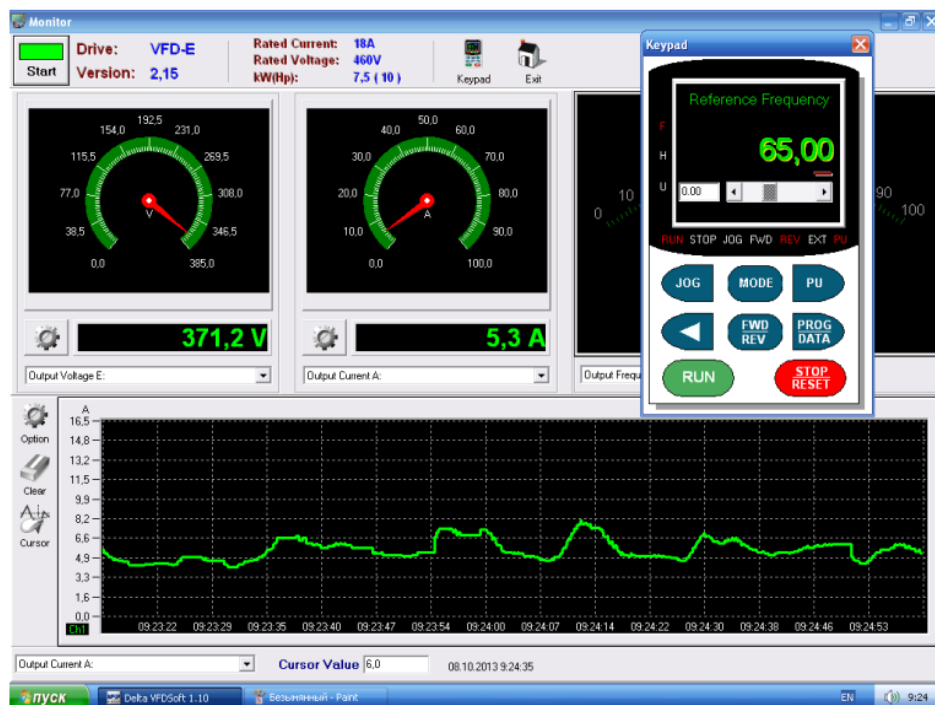 Monitor
Start
Drive: VFD-E
Version: 2,15
Rated Current: 18A
Rated Voltage: 460V
kW(Hp): 7,5 ( 10 )
Keypad
Exit
192,5
154,0 231,0
115,5 269,5
77,0 308,0
38,5 346,5
0,0 385,0
V
50,0
40,0 60,0
30,0 70,0
20,0 80,0
10,0 90,0
0,0 100,0
A
0 10 90 100
371,2 V
5,3 A
Output Voltage E:
Output Current A:
Output Frequ
Keypad
Reference Frequency
F
H
U
65,00
0.00
RUN STOP JOG FWD REV EXT PU
JOG MODE PU
FWD REV
PROG DATA
RUN
STOP RESET
Option
Clear
Cursor
A
16,5
14,8
13,2
11,5
9,9
8,2
6,6
4,9
3,3
1,6
0,0
Ch1
09:23:22 09:23:29 09:23:35 09:23:40 09:23:47 09:23:54 09:24:00 09:24:07 09:24:14 09:24:22 09:24:30 09:24:38 09:24:46 09:24:53
Output Current A:
Cursor Value 6,0
08.10.2013 9:24:35
пуск
Delta VFDSoft 1.10
Безымянный - Paint
EN
9:24